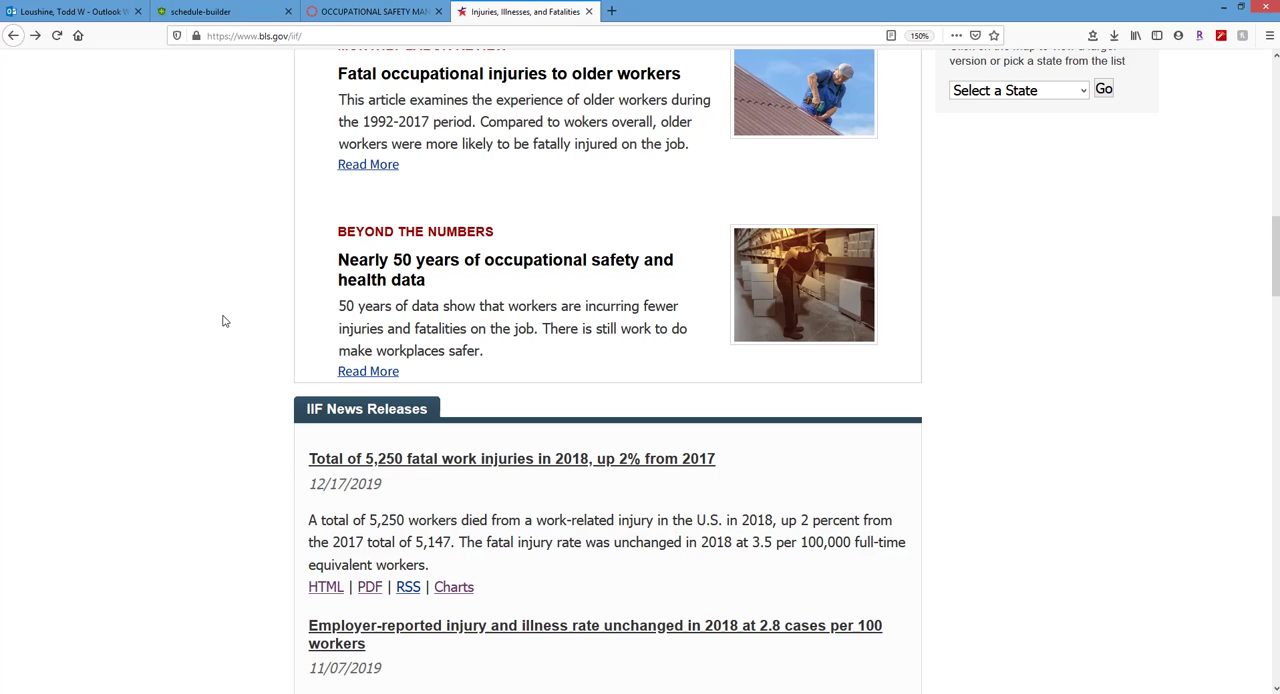 Loushine, Todd W - Outlook
schedule-builder
OCCUPATIONAL SAFETY MAN
Injuries, Illnesses, and Fatalities
https://www.bls.gov/iif/
150%
MONTHLY LABOR REVIEW
Fatal occupational injuries to older workers
This article examines the experience of older workers during
the 1992-2017 period. Compared to wokers overall, older
workers were more likely to be fatally injured on the job.
Read More
version or pick a state from the list
Select a State
Go
BEYOND THE NUMBERS
Nearly 50 years of occupational safety and
health data
50 years of data show that workers are incurring fewer
injuries and fatalities on the job. There is still work to do
make workplaces safer.
Read More
IIF News Releases
Total of 5,250 fatal work injuries in 2018, up 2% from 2017
12/17/2019
A total of 5,250 workers died from a work-related injury in the U.S. in 2018, up 2 percent from
the 2017 total of 5,147. The fatal injury rate was unchanged in 2018 at 3.5 per 100,000 full-time
equivalent workers.
HTML | PDF | RSS | Charts
Employer-reported injury and illness rate unchanged in 2018 at 2.8 cases per 100
workers
11/07/2019